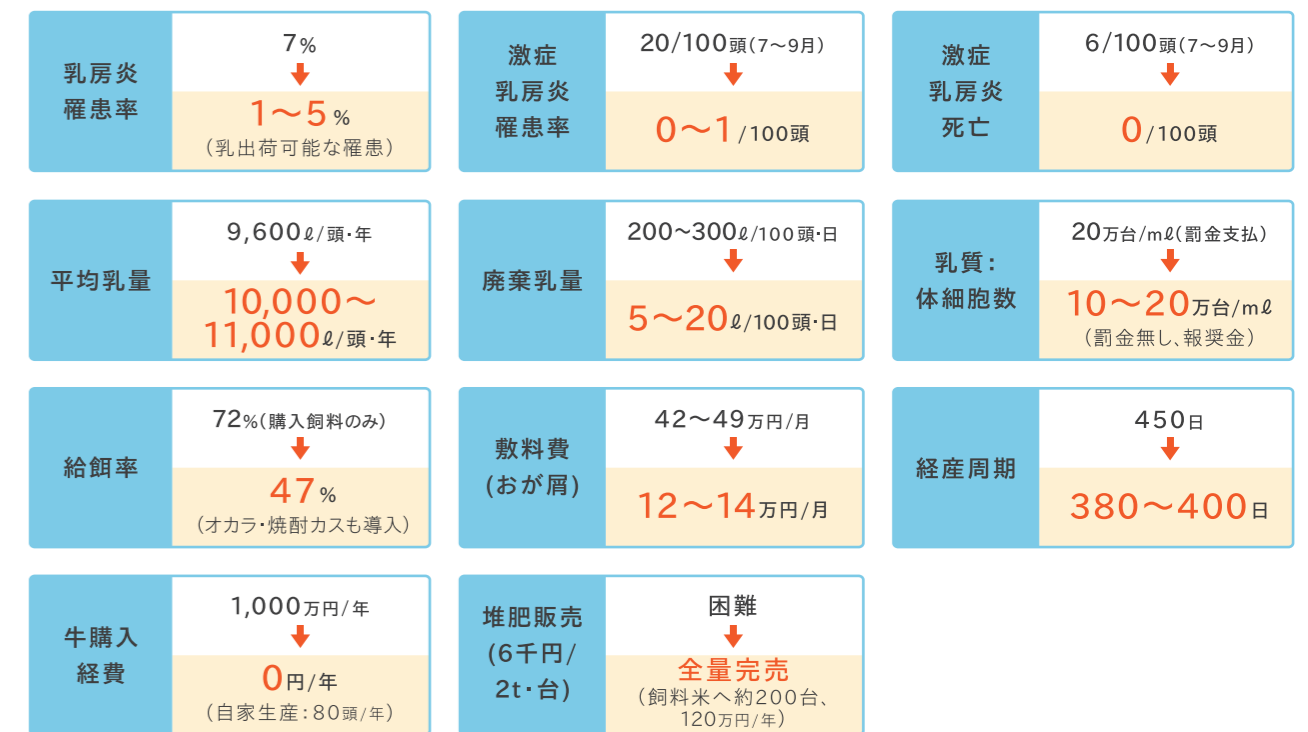 乳房炎
罹患率
7%
1〜5%
(乳出荷可能な罹患)
激症
乳房炎
罹患率
20/100頭(7〜9月)
0〜1/100頭
激症
乳房炎
死亡
6/100頭(7〜9月)
0/100頭
平均乳量
9,600ℓ/頭・年
10,000〜
11,000ℓ/頭・年
廃棄乳量
200〜300ℓ/100頭・日
5〜20ℓ/100頭・日
乳質:
体細胞数
20万台/mℓ(罰金支払)
10〜20万台/mℓ
(罰金無し、報奨金)
給餌率
72%(購入飼料のみ)
47%
(オカラ・焼酎カスも導入)
敷料費
(おが屑)
42〜49万円/月
12〜14万円/月
経産周期
450日
380〜400日
牛購入
経費
1,000万円/年
0円/年
(自家生産:80頭/年)
堆肥販売
(6千円/
2t・台)
困難
全量完売
(飼料米へ約200台、
120万円/年)